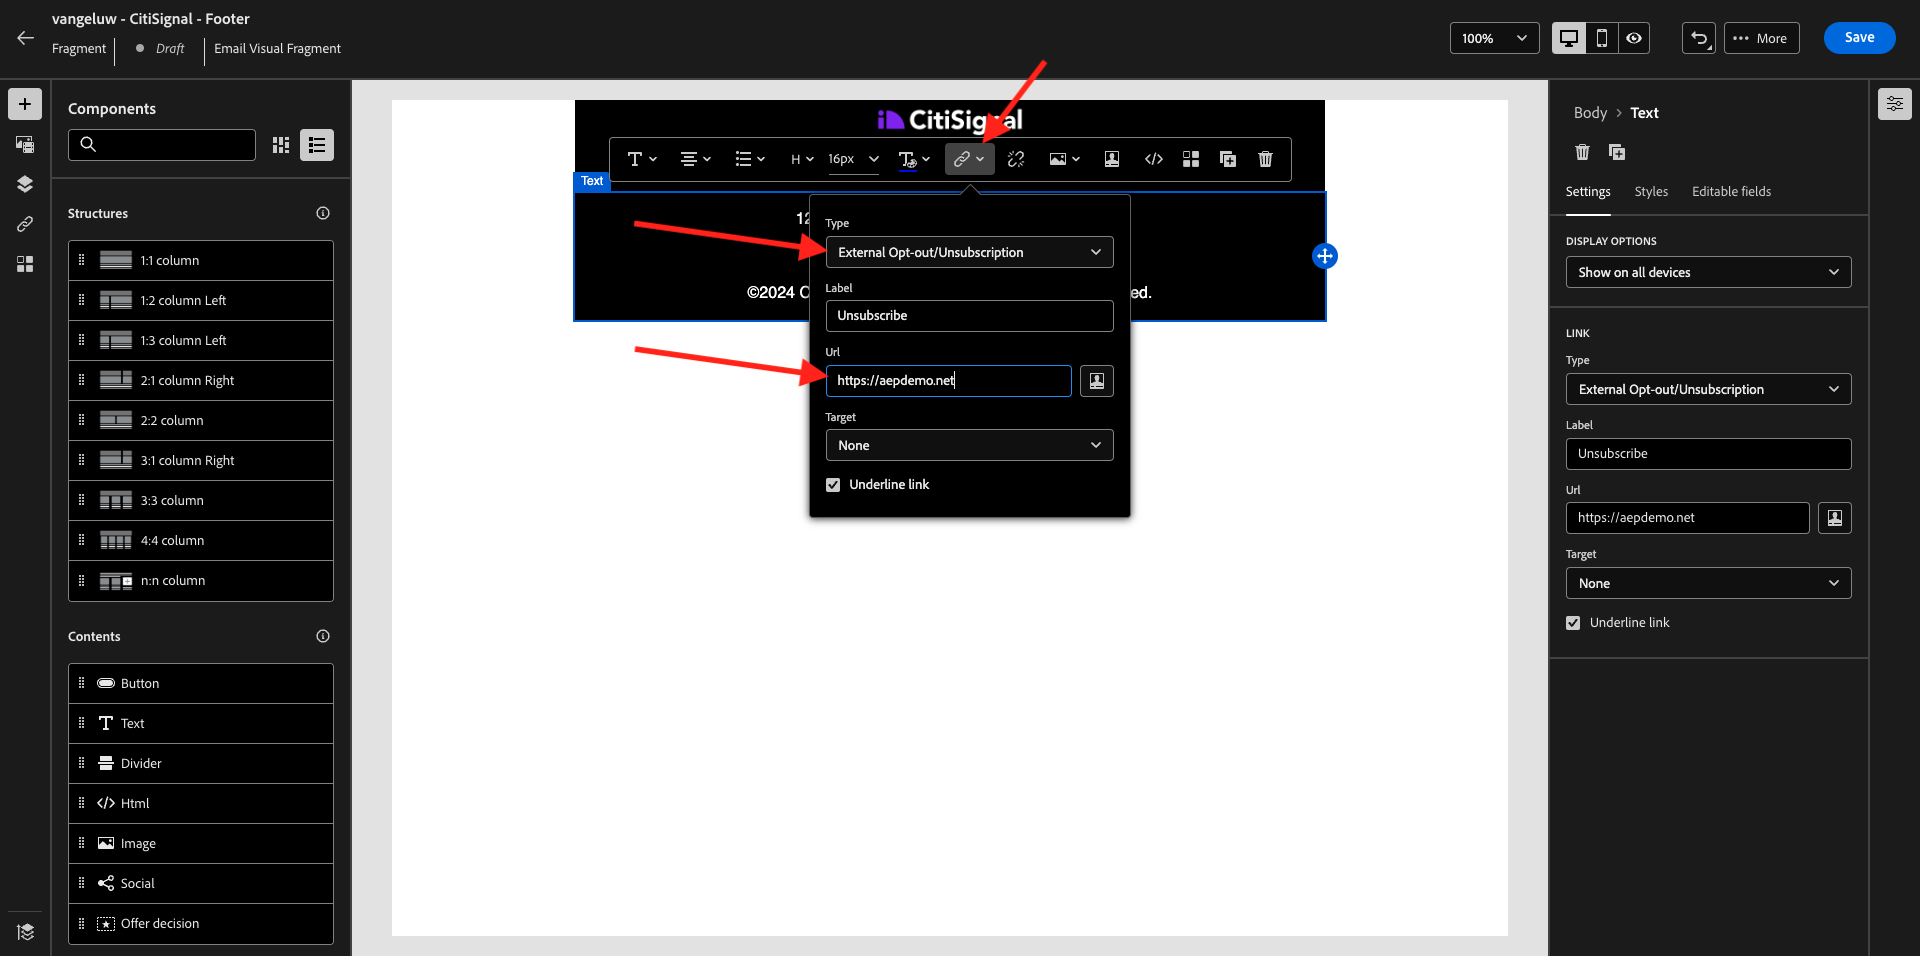 vangeluw - CitiSignal - Footer
Fragment
Draft
Email Visual Fragment
100%
More
Save
Components
Structures
1:1 column
1:2 column Left
1:3 column Left
2:1 column Right
2:2 column
3:1 column Right
3:3 column
4:4 column
n:n column
Contents
Button
Text
Divider
Html
Image
Social
Offer decision
CitiSignal
H
16px
Text
12
©2024 C
ed.
Type
External Opt-out/Unsubscription
Label
Unsubscribe
Url
https://aepdemo.net
Target
None
Underline link
Body > Text
Settings
Styles
Editable fields
DISPLAY OPTIONS
Show on all devices
LINK
Type
External Opt-out/Unsubscription
Label
Unsubscribe
Url
https://aepdemo.net
Target
None
Underline link